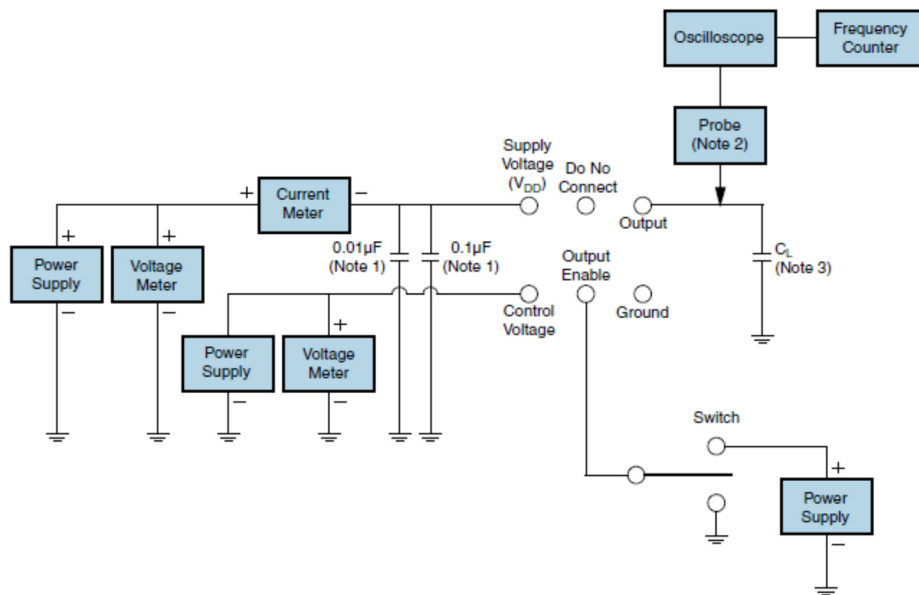 Oscilloscope
Frequency
Counter
Probe
(Note 2)
Supply
Voltage
(VDD)
Do No
Connect
Output
+
Current
Meter
−
+
Power
Supply
−
+
Voltage
Meter
−
0.01µF
(Note 1)
0.1µF
(Note 1)
Output
Enable
CL
(Note 3)
Control
Voltage
Ground
Power
Supply
−
+
Voltage
Meter
−
Switch
+
Power
Supply
−